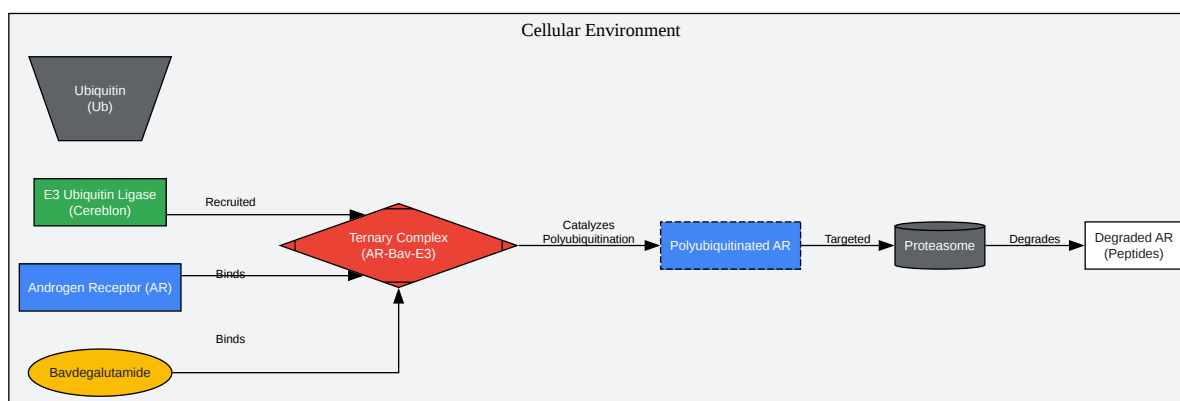 Cellular Environment
Ubiquitin
(Ub)
E3 Ubiquitin Ligase
(Cereblon)
Recruited
Androgen Receptor (AR)
Binds
Bavdegalutamide
Binds
Ternary Complex
(AR-Bav-E3)
Catalyzes
Polyubiquitination
Polyubiquitinated AR
Targeted
Proteasome
Degrades
Degraded AR
(Peptides)